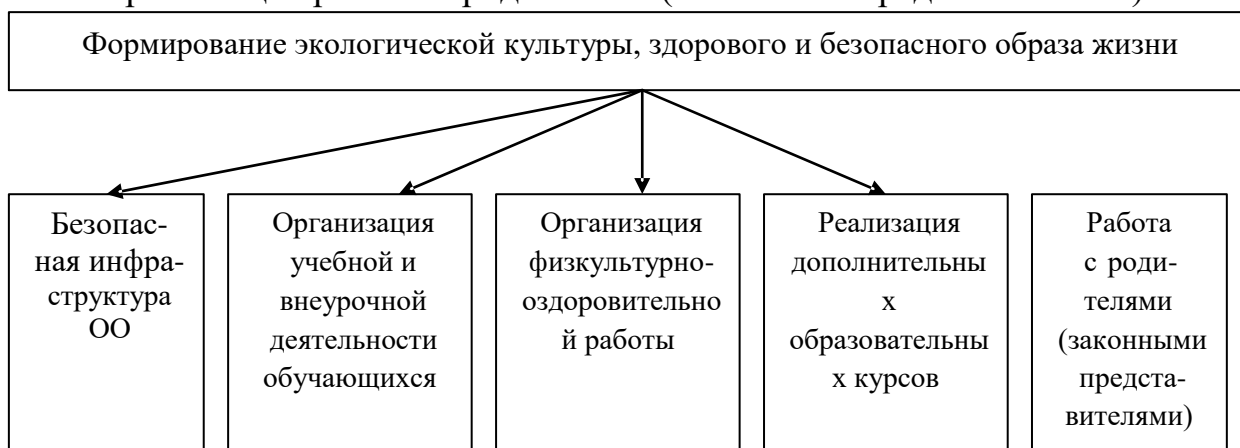 Формирование экологической культуры, здорового и безопасного образа жизни
Безопас-
ная инфра-
структура
ОО
Организация
учебной и
внеурочной
деятельности
обучающихся
Организация
физкультурно-
оздоровительно
й работы
Реализация
дополнительны
х
образовательны
х курсов
Работа
с роди-
телями
(законными
предста-
вителями)